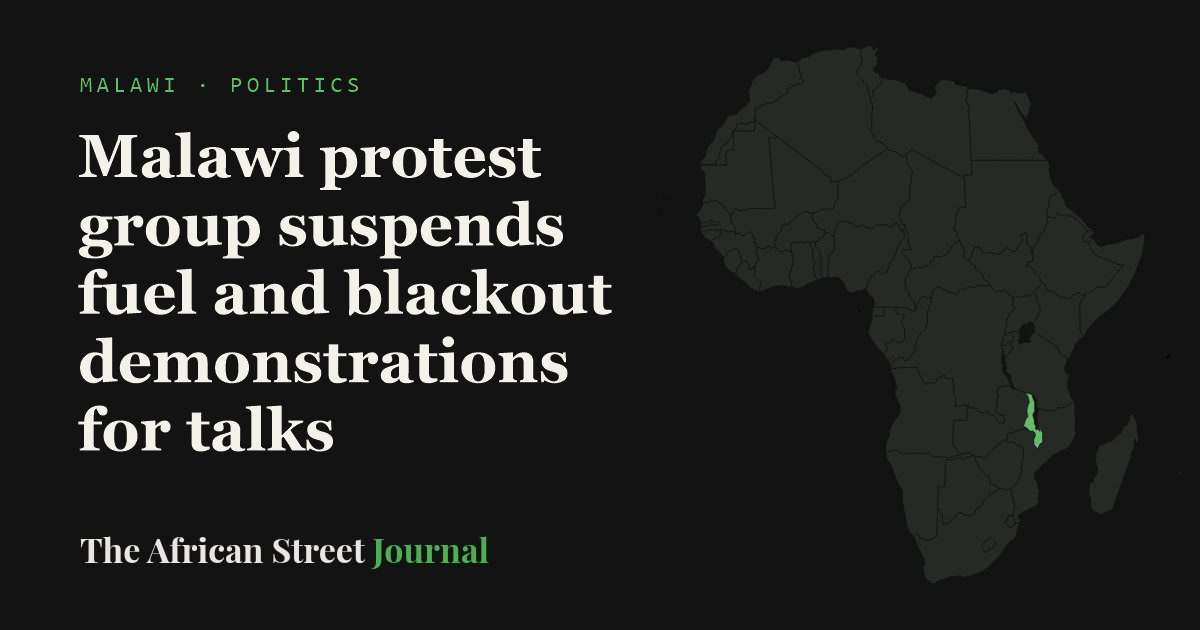 MALAWI · POLITICS
Malawi protest
group suspends
fuel and blackout
demonstrations
for talks
The African Street Journal